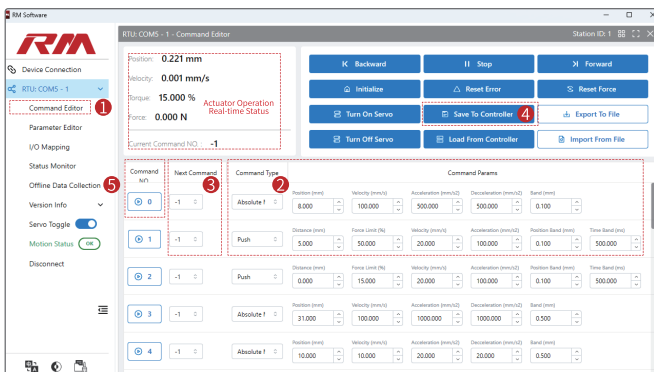 RM Software
RTU: COM5 - 1 - Command Editor
Station ID: 1
RM
Device Connection
RTU: COM5 - 1
Command Editor
1
Parameter Editor
I/O Mapping
Status Monitor
Offline Data Collection
5
Version Info
Servo Toggle
Motion Status OK
Disconnect
Position: 0.221 mm
Velocity: 0.001 mm/s
Torque: 15.000 %
Force: 0.000 N
Actuator Operation
Real-time Status
Current Command NO.: -1
Backward
Stop
Forward
Initialize
Reset Error
Reset Force
Turn On Servo
Save To Controller
4
Export To File
Turn Off Servo
Load From Controller
Import From File
Command NO.
Next Command
3
Command Type
2
Command Params
0
-1
Absolute M
Position (mm) Velocity (mm/s) Acceleration (mm/s2) Decceleration (mm/s2) Band (mm)
8.000 100.000 500.000 500.000 0.100
1
-1
Push
Distance (mm) Force Limit (%) Velocity (mm/s) Acceleration (mm/s2) Position Band (mm) Time Band (ms)
5.000 50.000 20.000 100.000 0.100 500.000
2
-1
Push
Distance (mm) Force Limit (%) Velocity (mm/s) Acceleration (mm/s2) Position Band (mm) Time Band (ms)
0.000 15.000 20.000 100.000 0.100 500.000
3
-1
Absolute M
Position (mm) Velocity (mm/s) Acceleration (mm/s2) Decceleration (mm/s2) Band (mm)
31.000 100.000 1000.000 1000.000 0.500
4
-1
Absolute M
Position (mm) Velocity (mm/s) Acceleration (mm/s2) Decceleration (mm/s2) Band (mm)
10.000 10.000 20.000 20.000 0.500